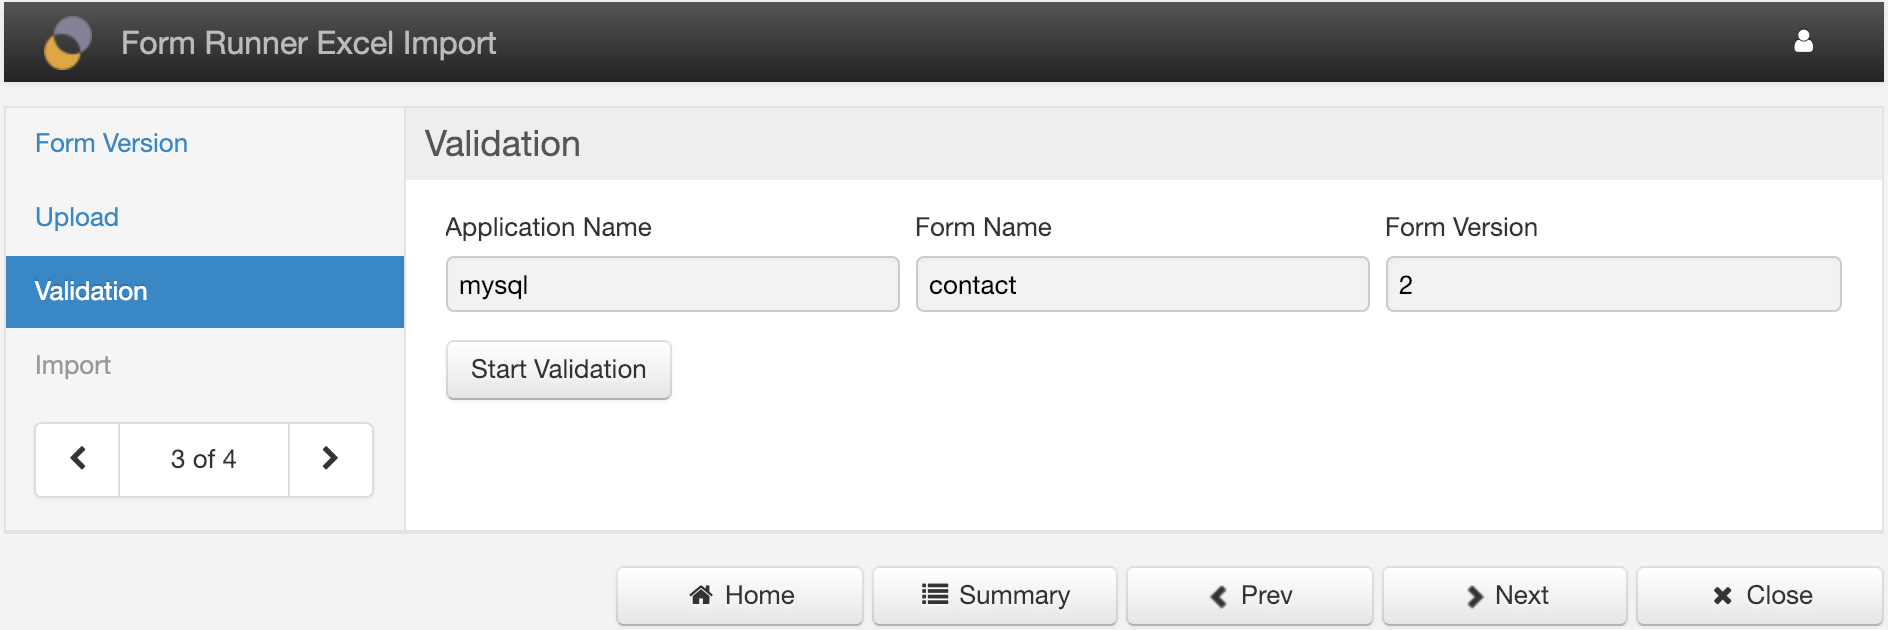 Form Runner Excel Import
Form Version
Upload
Validation
Import
3 of 4
Validation
Application Name
Form Name
Form Version
mysql
contact
2
Start Validation
Home
Summary
Prev
Next
Close